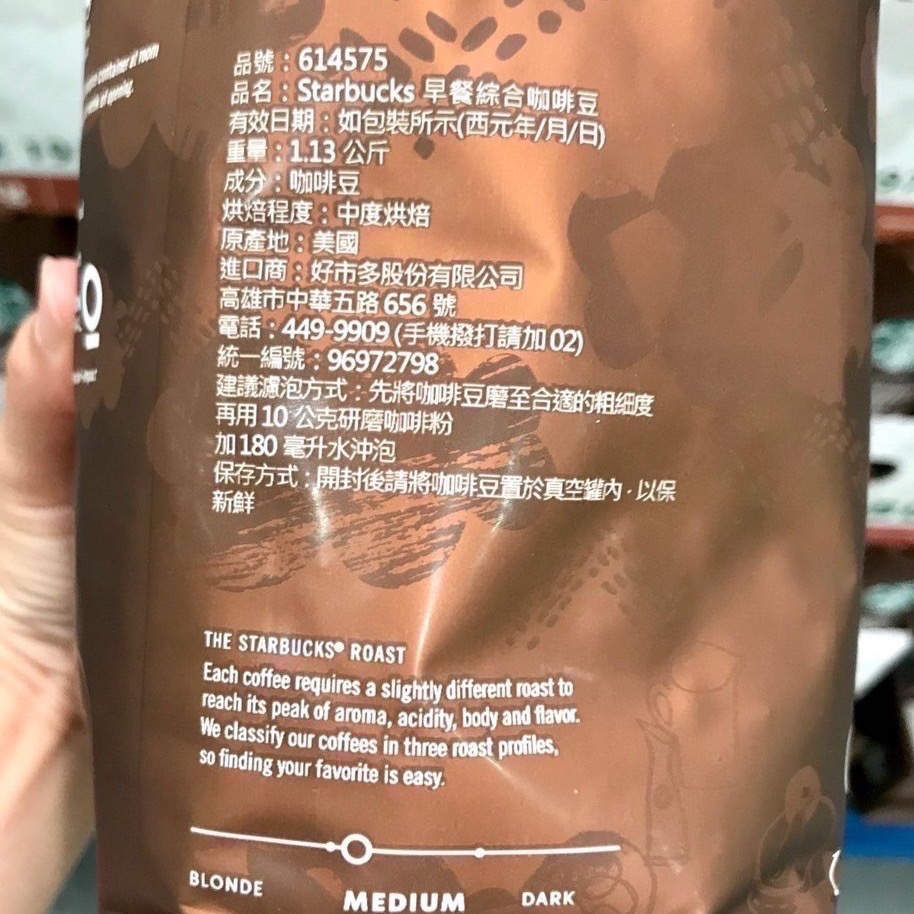 container at room
of opening.
品號：614575
品名：Starbucks 早餐綜合咖啡豆
有效日期：如包裝所示(西元年/月/日)
重量：1.13 公斤
成分：咖啡豆
烘焙程度：中度烘焙
原產地：美國
進口商：好市多股份有限公司
高雄市中華五路 656 號
電話：449-9909 (手機撥打請加 02)
統一編號：96972798
建議濾泡方式：先將咖啡豆磨至合適的粗細度
再用 10 公克研磨咖啡粉
加 180 毫升水沖泡
保存方式：開封後請將咖啡豆置於真空罐內，以保
新鮮
THE STARBUCKS® ROAST
Each coffee requires a slightly different roast to
reach its peak of aroma, acidity, body and flavor.
We classify our coffees in three roast profiles,
so finding your favorite is easy.
BLONDE MEDIUM DARK